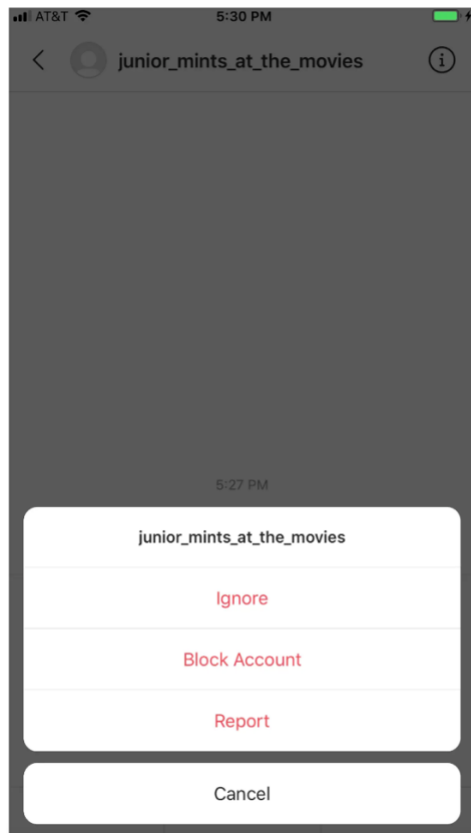 AT&T 5:30 PM
junior_mints_at_the_movies
5:27 PM
junior_mints_at_the_movies
Ignore
Block Account
Report
Cancel